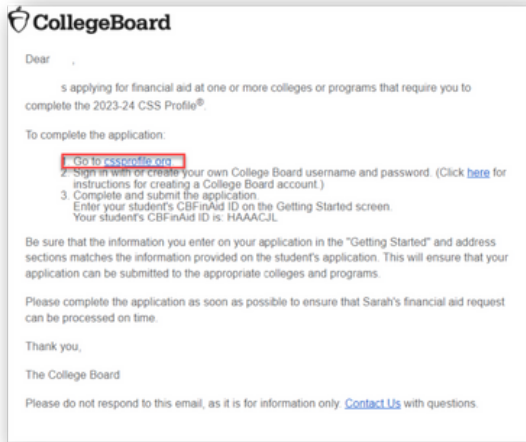 CollegeBoard
Dear ,
s applying for financial aid at one or more colleges or programs that require you to
complete the 2023-24 CSS Profile®.
To complete the application:
1. Go to cssprofile.org
2. Sign in with or create your own College Board username and password. (Click here for
instructions for creating a College Board account.)
3. Complete and submit the application.
Enter your student's CBFinAid ID on the Getting Started screen.
Your student's CBFinAid ID is: HAAACJL
Be sure that the information you enter on your application in the "Getting Started" and address
sections matches the information provided on the student's application. This will ensure that your
application can be submitted to the appropriate colleges and programs.
Please complete the application as soon as possible to ensure that Sarah's financial aid request
can be processed on time.
Thank you,
The College Board
Please do not respond to this email, as it is for information only. Contact Us with questions.